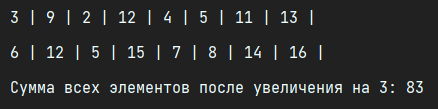 3 | 9 | 2 | 12 | 4 | 5 | 11 | 13 |
6 | 12 | 5 | 15 | 7 | 8 | 14 | 16 |
Сумма всех элементов после увеличения на 3: 83